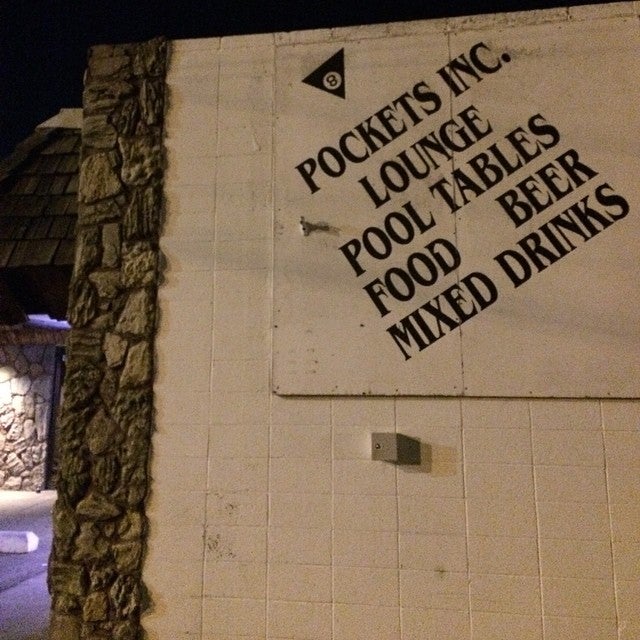 8
POCKETS INC.
LOUNGE
POOL TABLES
FOOD BEER
MIXED DRINKS